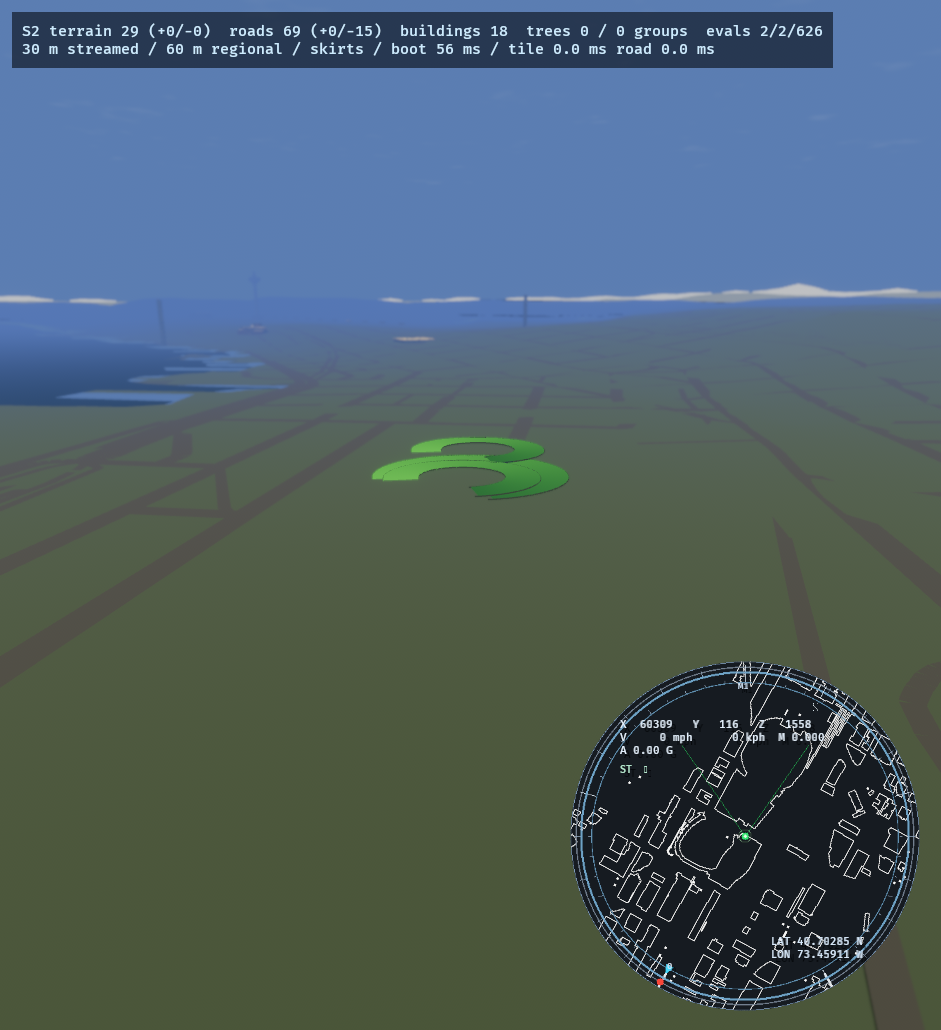 S2 terrain 29 (+0/-0)  roads 69 (+0/-15)  buildings 18  trees 0 / 0 groups  evals 2/2/626
30 m streamed / 60 m regional / skirts / boot 56 ms / tile 0.0 ms road 0.0 ms
X  60309  Y  116  Z  1558
V  0 mph  0 kph  M 0.000
A 0.00 G
ST
LAT 40.70285 N
LON 73.45911 W